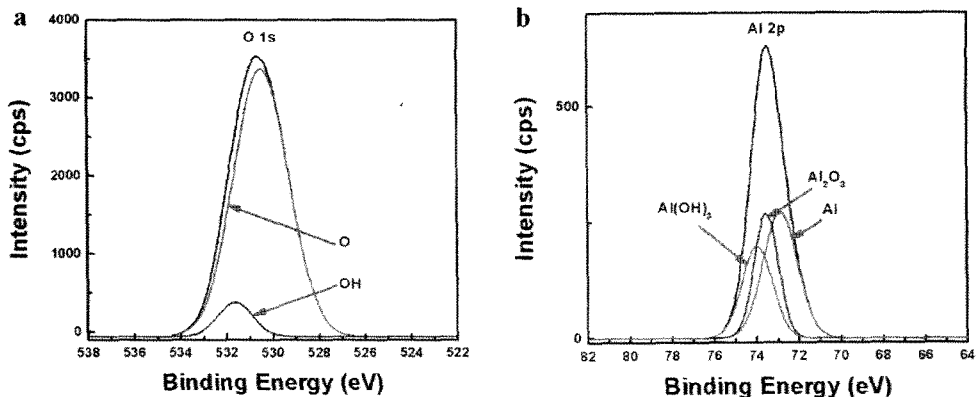 a
O 1s
Intensity (cps)
4000
3000
2000
1000
0
O
OH
538 536 534 532 530 528 526 524 522
Binding Energy (eV)
b
Al 2p
Intensity (cps)
500
0
Al(OH)3
Al2O3
Al
82 80 78 76 74 72 70 68 66 64
Binding Energy (eV)